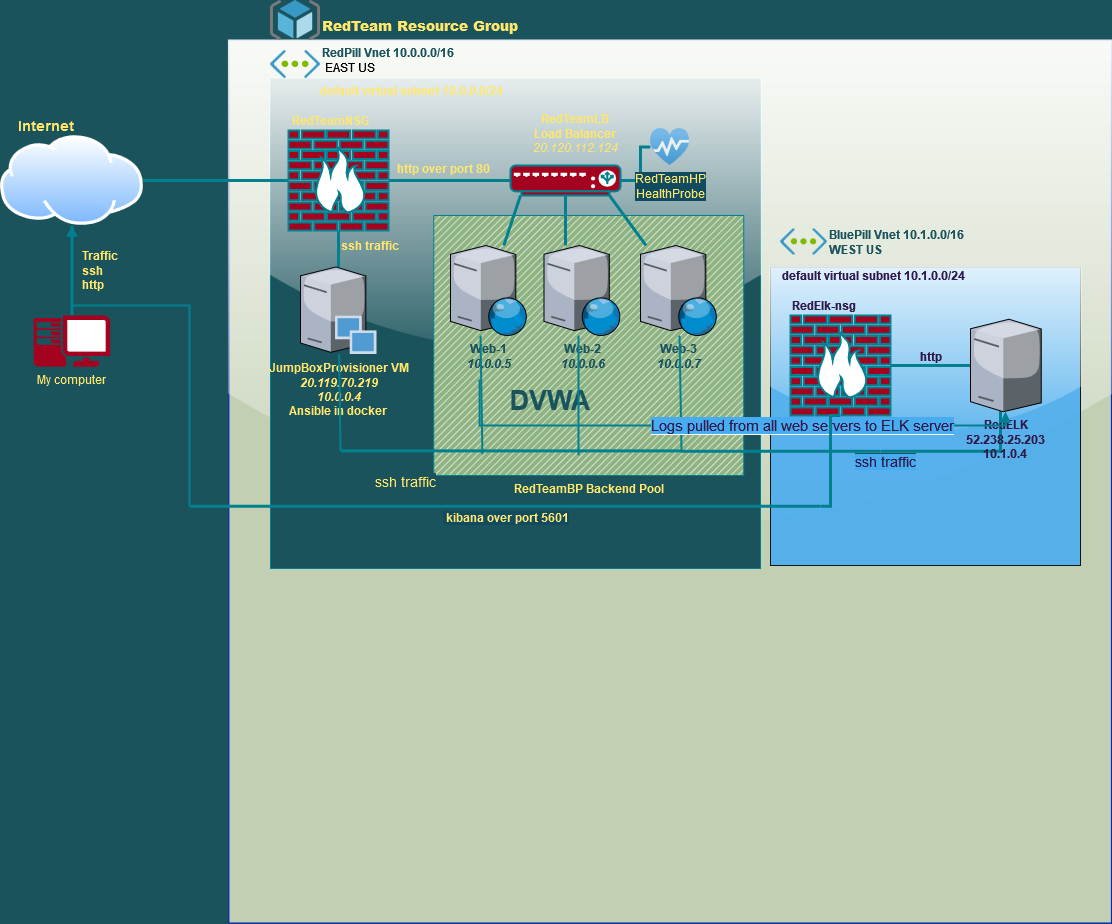 RedTeam Resource Group
RedPill Vnet 10.0.0.0/16
EAST US
default virtual subnet 10.0.0.0/24
Internet
RedTeamNSG
RedTeamLB
Load Balancer
20.120.112.124
http over port 80
RedTeamHP
HealthProbe
ssh traffic
Traffic
ssh
http
My computer
JumpBoxProvisioner VM
20.119.70.219
10.0.0.4
Ansible in docker
Web-1
10.0.0.5
Web-2
10.0.0.6
Web-3
10.0.0.7
DVWA
RedTeamBP Backend Pool
ssh traffic
kibana over port 5601
BluePill Vnet 10.1.0.0/16
WEST US
default virtual subnet 10.1.0.0/24
RedElk-nsg
http
Logs pulled from all web servers to ELK server
RedELK
52.238.25.203
10.1.0.4
ssh traffic